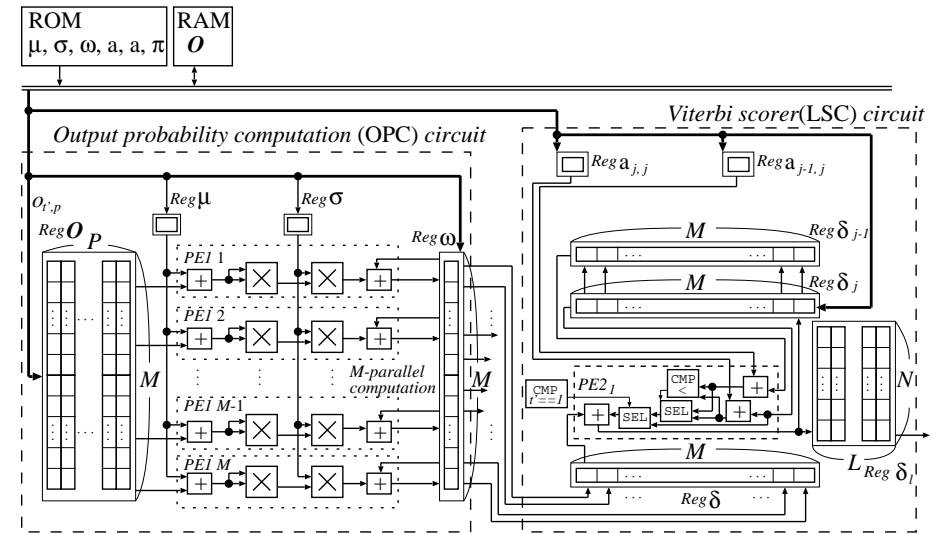 ROM
μ, σ, ω, a, a, π
RAM
O
Output probability computation (OPC) circuit
Viterbi scorer(LSC) circuit
Reg a j, j
Reg a j-1, j
O t',p
Reg μ
Reg σ
Reg O
P
Reg ω
M
Reg δ j-1
PE1 1
M
Reg δ j
PE1 2
M
M-parallel
computation
M
CMP
t'==1
PE2 1
CMP
<
+
N
PE1 M-1
+
SEL
SEL
+
M
L
Reg δ l
PE1 M
Reg δ